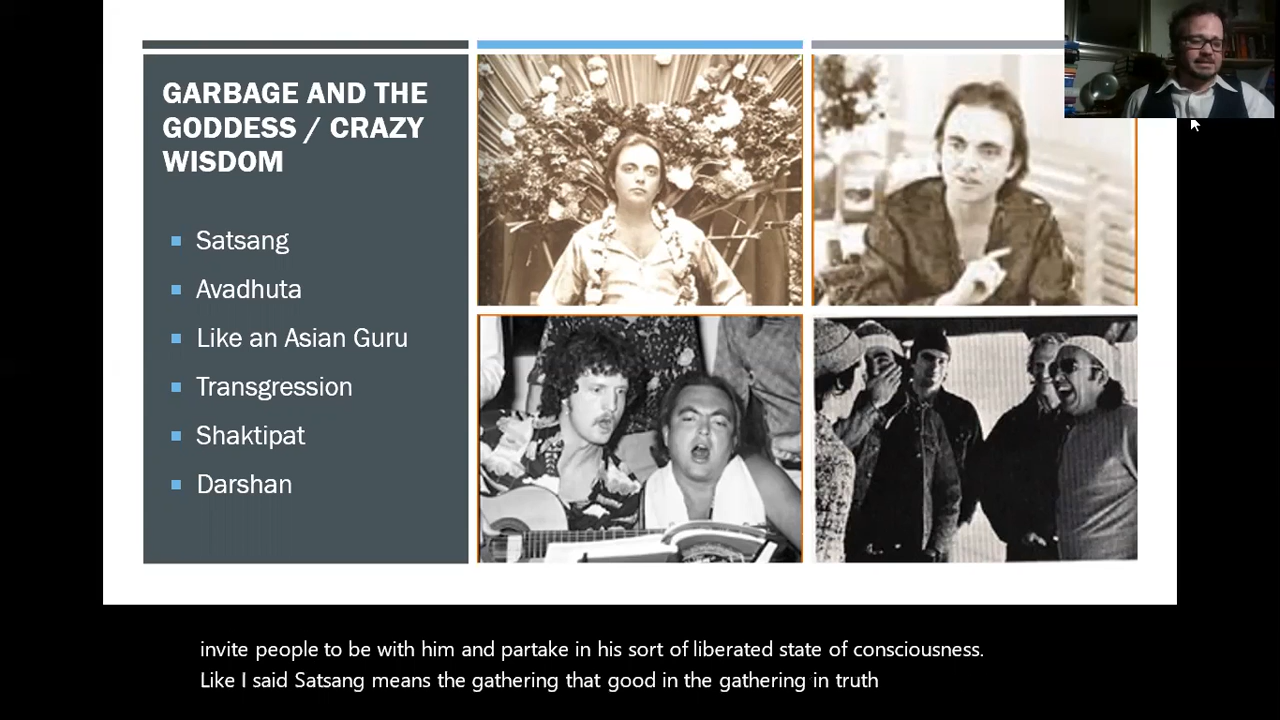 GARBAGE AND THE
GODDESS / CRAZY
WISDOM
Satsang
Avadhuta
Like an Asian Guru
Transgression
Shaktipat
Darshan
invite people to be with him and partake in his sort of liberated state of consciousness.
Like I said Satsang means the gathering that good in the gathering in truth